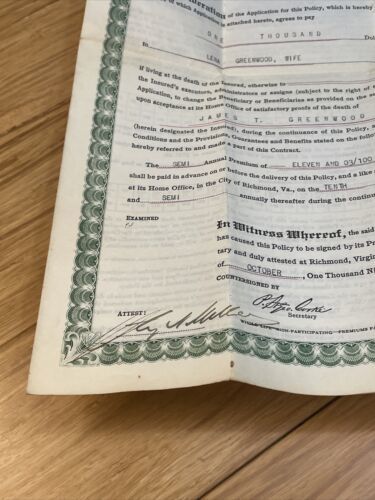 of the Application for this Policy, which is hereby
of which Application is attached hereto, agrees to pay
ONE THOUSAND
to LENA GREENWOOD, WIFE
if living at the death of the Insured, otherwise to
the Insured's executors, administrators or assigns (subject to the right of
Application, to change the Beneficiary or Beneficiaries as provided on the
upon acceptance at its Home Office of satisfactory proofs of the death of
JAMES T. GREENWOOD
(herein designated the Insured), during the continuance of this Policy,
Conditions and the Provisions, Guarantees and Benefits stated on the
hereby referred to and made a part of this Contract.
The SEMI Annual Premium of ELEVEN AND 03/100
shall be paid in advance on or before the delivery of this Policy, and a like
at its Home Office, in the City of Richmond, Va., on the TENTH
and SEMI annually thereafter during the continu
EXAMINED
In Witness Whereof, the said
has caused this Policy to be signed by its Pr
tary and duly attested at Richmond, Virgin
of OCTOBER, One Thousand N
COUNTERSIGNED BY
Secretary
ATTEST:
NON-PARTICIPATING—PREMIUMS